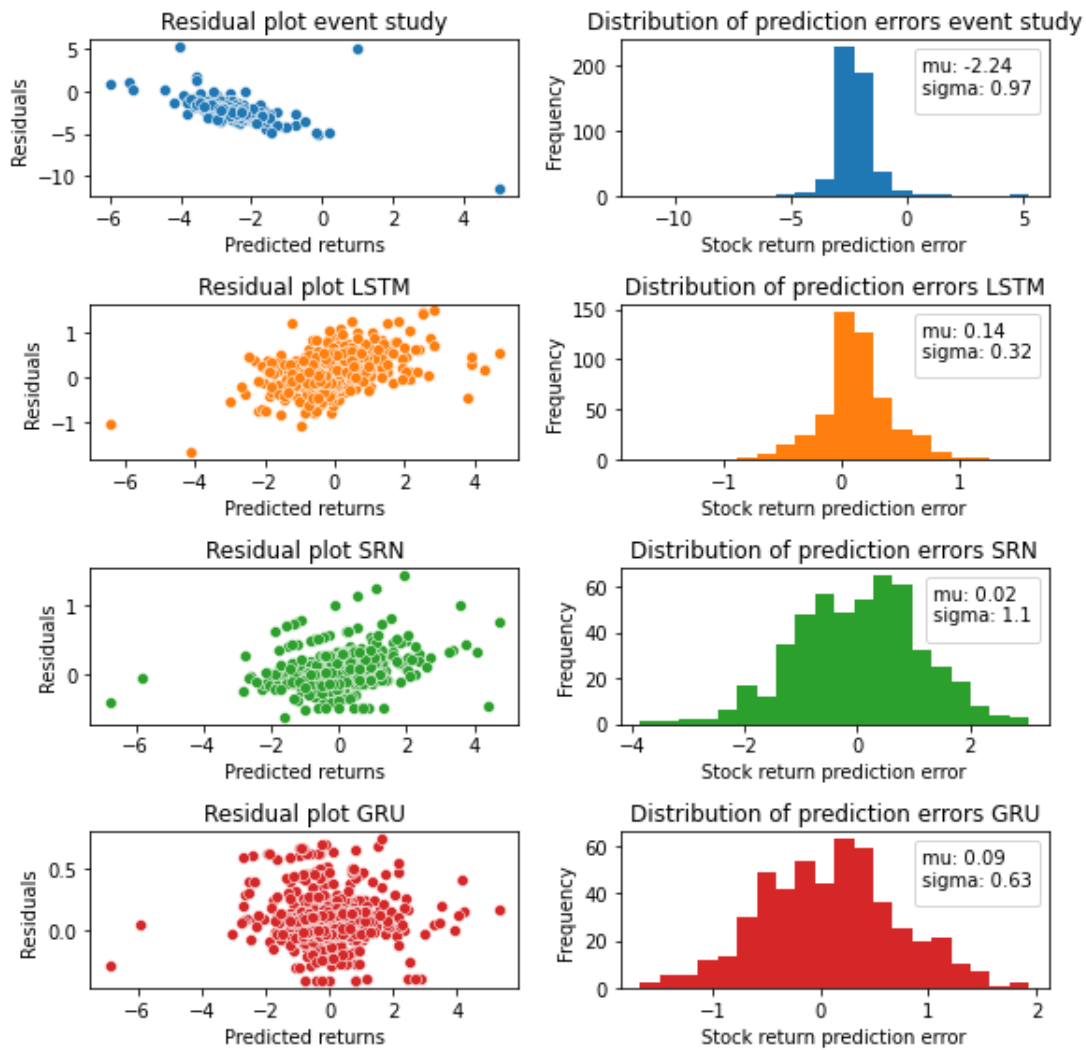 Residual plot event study
5
0
−5
−10
Residuals
−6 −4 −2 0 2 4
Predicted returns
Distribution of prediction errors event study
200
100
0
Frequency
mu: -2.24
sigma: 0.97
−10 −5 0 5
Stock return prediction error
Residual plot LSTM
1
0
−1
Residuals
−6 −4 −2 0 2 4
Predicted returns
Distribution of prediction errors LSTM
150
100
50
0
Frequency
mu: 0.14
sigma: 0.32
−1 0 1
Stock return prediction error
Residual plot SRN
1
0
Residuals
−6 −4 −2 0 2 4
Predicted returns
Distribution of prediction errors SRN
60
40
20
0
Frequency
mu: 0.02
sigma: 1.1
−4 −2 0 2
Stock return prediction error
Residual plot GRU
0.5
0.0
Residuals
−6 −4 −2 0 2 4
Predicted returns
Distribution of prediction errors GRU
60
40
20
0
Frequency
mu: 0.09
sigma: 0.63
−1 0 1 2
Stock return prediction error